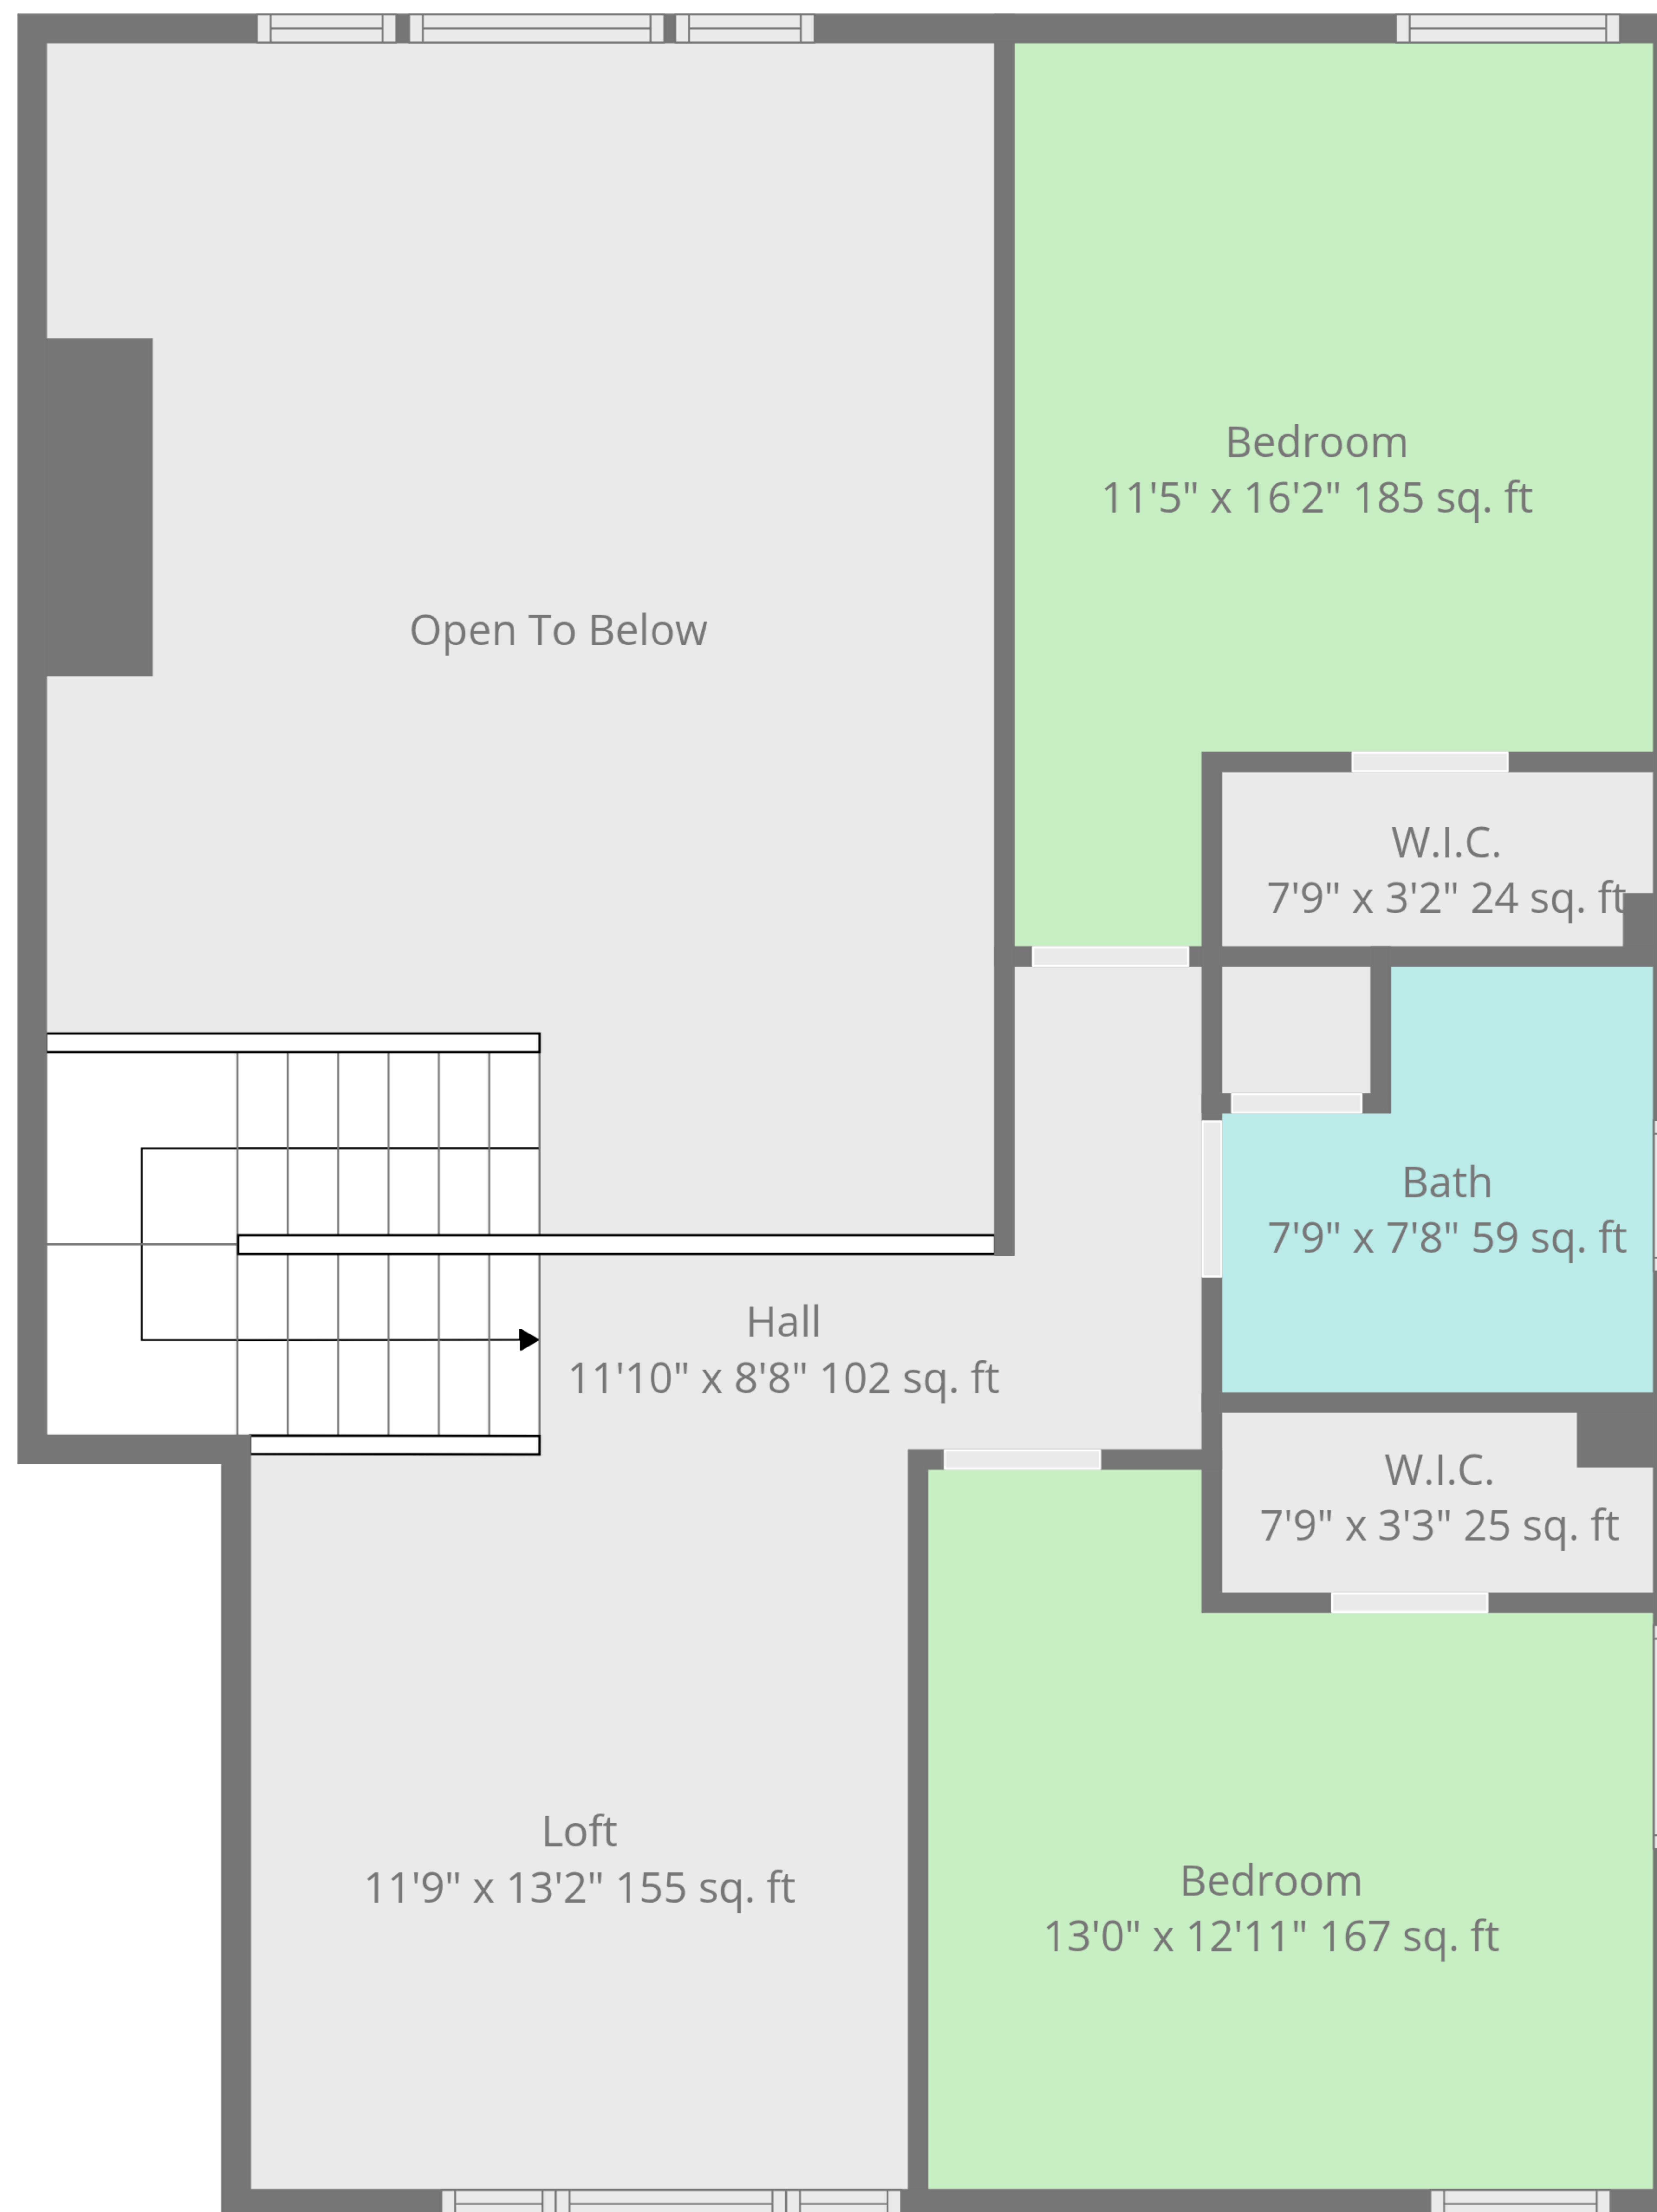 Bedroom
11'5" x 16'2" 185 sq. ft
Open To Below
W.I.C.
7'9" x 3'2" 24 sq. ft
Bath
7'9" x 7'8" 59 sq. ft
Hall
11'10" x 8'8" 102 sq. ft
W.I.C.
7'9" x 3'3" 25 sq. ft
Loft
11'9" x 13'2" 155 sq. ft
Bedroom
13'0" x 12'11" 167 sq. ft